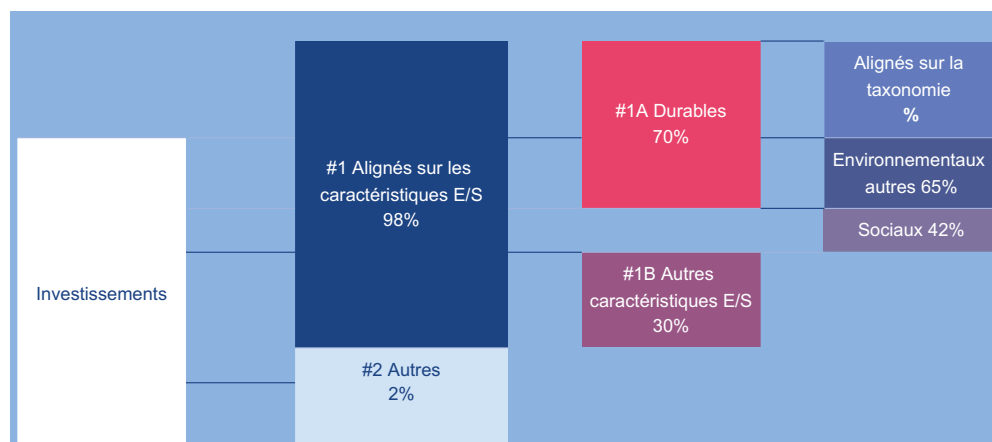 Investissements
#1 Alignés sur les
caractéristiques E/S
98%
#2 Autres
2%
#1A Durables
70%
#1B Autres
caractéristiques E/S
30%
Alignés sur la
taxonomie
%
Environnementaux
autres 65%
Sociaux 42%